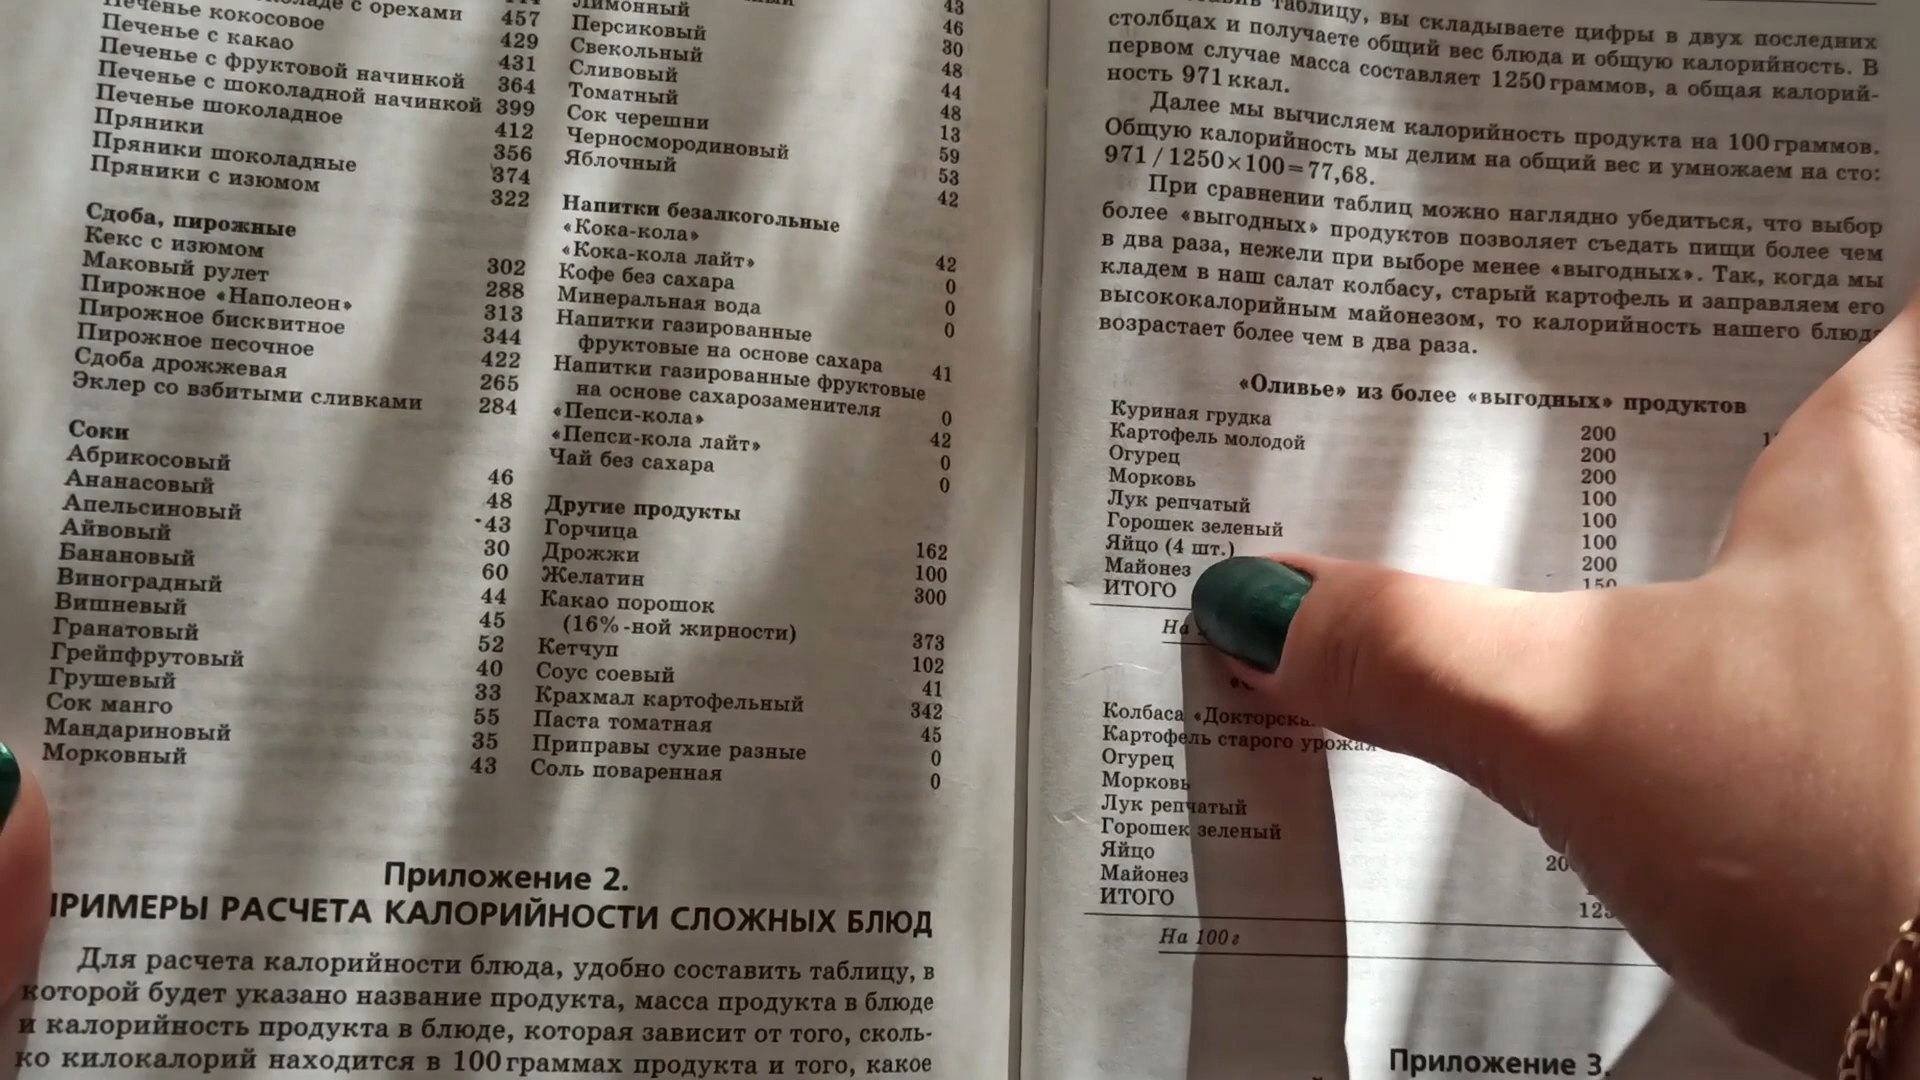 с орехами
Печенье кокосовое 457
Печенье с какао 429
Печенье с фруктовой начинкой 431
Печенье с шоколадной начинкой 364
Печенье шоколадное 399
Пряники 412
Пряники шоколадные 356
Пряники с изюмом 374
322
Сдоба, пирожные
Кекс с изюмом
Маковый рулет 302
Пирожное «Наполеон» 288
Пирожное бисквитное 313
Пирожное песочное 344
Сдоба дрожжевая 422
Эклер со взбитыми сливками 265
284
Соки
Абрикосовый
Ананасовый 46
Апельсиновый 48
Айвовый 43
Банановый 30
Виноградный 60
Вишневый 44
Гранатовый 45
Грейпфрутовый 52
Грушевый 40
Сок манго 33
Мандариновый 55
Морковный 35
43
Лимонный 43
Персиковый 46
Свекольный 30
Сливовый 48
Томатный 44
Сок черешни 48
Черносмородиновый 13
Яблочный 59
53
42
Напитки безалкогольные
«Кока-кола»
«Кока-кола лайт» 42
Кофе без сахара 0
Минеральная вода 0
Напитки газированные 0
фруктовые на основе сахара 41
Напитки газированные фруктовые
на основе сахарозаменителя 0
«Пепси-кола» 42
«Пепси-кола лайт» 0
Чай без сахара 0
Другие продукты
Горчица 162
Дрожжи 100
Желатин 300
Какао порошок
(16%-ной жирности) 373
Кетчуп 102
Соус соевый 41
Крахмал картофельный 342
Паста томатная 45
Приправы сухие разные 0
Соль поваренная 0
Приложение 2.
ПРИМЕРЫ РАСЧЕТА КАЛОРИЙНОСТИ СЛОЖНЫХ БЛЮД
Для расчета калорийности блюда, удобно составить таблицу, в
которой будет указано название продукта, масса продукта в блюде
и калорийность продукта в блюде, которая зависит от того, сколь-
ко килокалорий находится в 100 граммах продукта и того, какое
таблицу, вы складываете цифры в двух последних
столбцах и получаете общий вес блюда и общую калорийность. В
первом случае масса составляет 1250 граммов, а общая калорий-
ность 971 ккал.
Далее мы вычисляем калорийность продукта на 100 граммов.
Общую калорийность мы делим на общий вес и умножаем на сто:
971 / 1250×100=77,68.
При сравнении таблиц можно наглядно убедиться, что выбор
более «выгодных» продуктов позволяет съедать пищи более чем
в два раза, нежели при выборе менее «выгодных». Так, когда мы
кладем в наш салат колбасу, старый картофель и заправляем его
высококалорийным майонезом, то калорийность нашего блюда
возрастает более чем в два раза.
«Оливье» из более «выгодных» продуктов
Куриная грудка 200
Картофель молодой 200
Огурец 200
Морковь 100
Лук репчатый 100
Горошек зеленый 100
Яйцо (4 шт.) 200
Майонез 150
ИТОГО
На
Колбаса «Докторска
Картофель старого урожая
Огурец
Морковь
Лук репчатый
Горошек зеленый
Яйцо
Майонез
ИТОГО
На 100 г
Приложение 3.